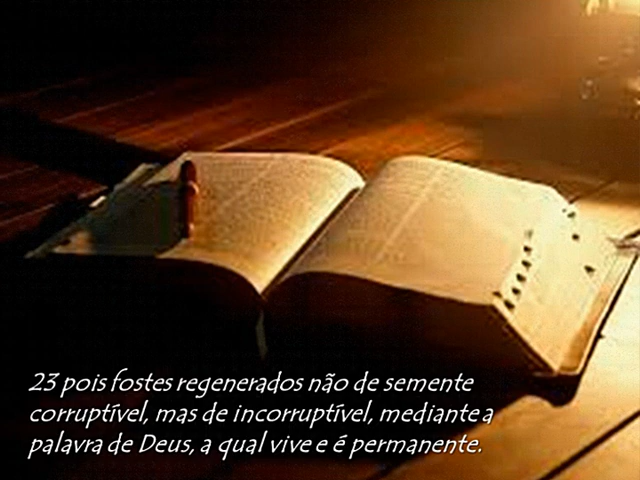 23 pois fostes regenerados não de semente
corruptível, mas de incorruptível, mediante a
palavra de Deus, a qual vive e é permanente.